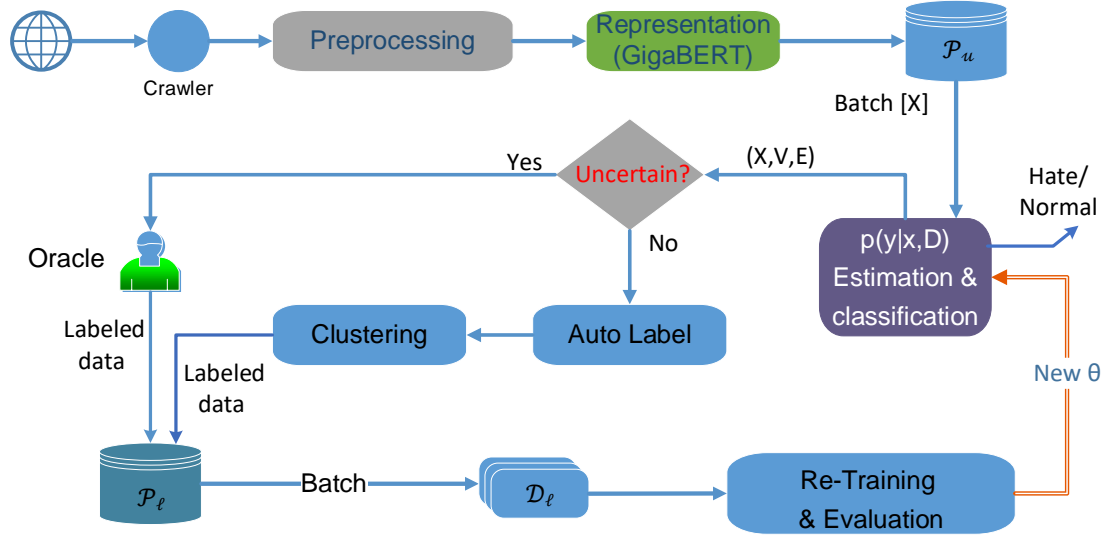 Crawler
Preprocessing
Representation
(GigaBERT)
𝒫ᵤ
Batch [X]
Yes
Uncertain?
(X,V,E)
Hate/
Normal
No
Oracle
p(y|x,D)
Estimation &
classification
Labeled
data
Clustering
Auto Label
Labeled
data
New θ
𝒫ℓ
Batch
𝒟ℓ
Re-Training
& Evaluation